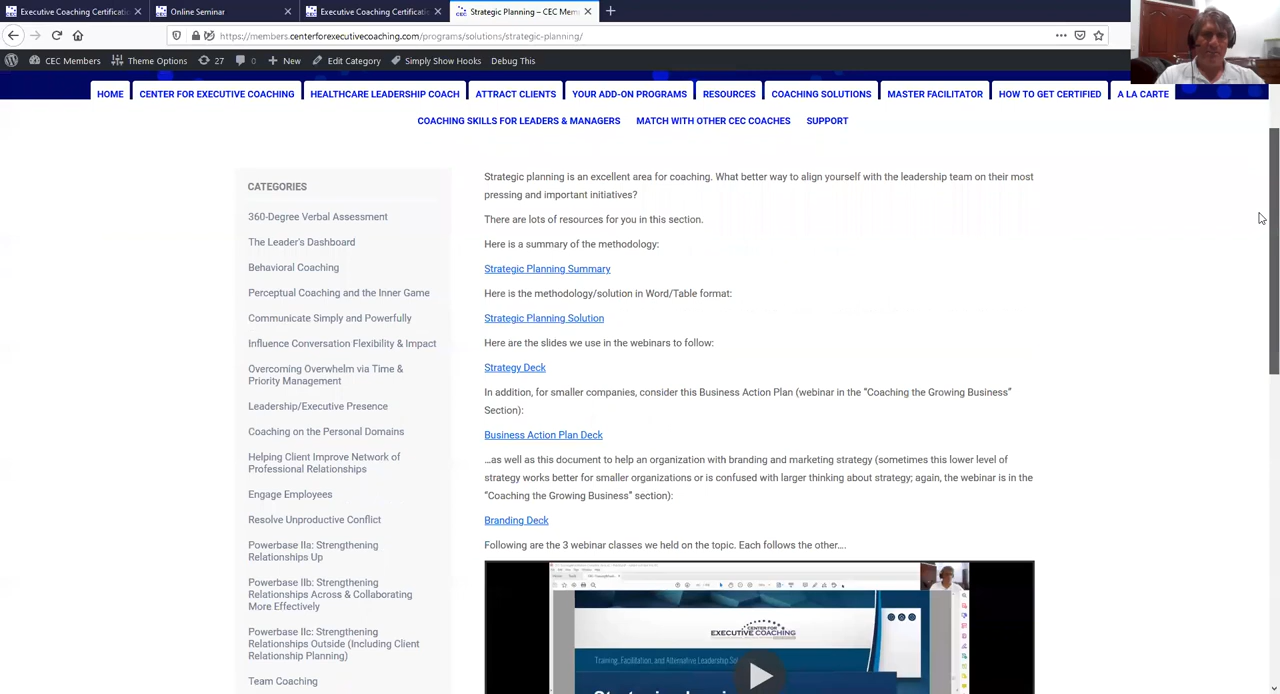 Executive Coaching Certificati
Online Seminar
Executive Coaching Certificati
Strategic Planning – CEC Mem
https://members.centerforexecutivecoaching.com/programs/solutions/strategic-planning/
CEC Members
Theme Options
27
0
New
Edit Category
Simply Show Hooks
Debug This
HOME
CENTER FOR EXECUTIVE COACHING
HEALTHCARE LEADERSHIP COACH
ATTRACT CLIENTS
YOUR ADD-ON PROGRAMS
RESOURCES
COACHING SOLUTIONS
MASTER FACILITATOR
HOW TO GET CERTIFIED
A LA CARTE
COACHING SKILLS FOR LEADERS & MANAGERS
MATCH WITH OTHER CEC COACHES
SUPPORT
CATEGORIES
360-Degree Verbal Assessment
The Leader's Dashboard
Behavioral Coaching
Perceptual Coaching and the Inner Game
Communicate Simply and Powerfully
Influence Conversation Flexibility & Impact
Overcoming Overwhelm via Time &
Priority Management
Leadership/Executive Presence
Coaching on the Personal Domains
Helping Client Improve Network of
Professional Relationships
Engage Employees
Resolve Unproductive Conflict
Powerbase IIa: Strengthening
Relationships Up
Powerbase IIb: Strengthening
Relationships Across & Collaborating
More Effectively
Powerbase IIc: Strengthening
Relationships Outside (Including Client
Relationship Planning)
Team Coaching
Strategic planning is an excellent area for coaching. What better way to align yourself with the leadership team on their most
pressing and important initiatives?
There are lots of resources for you in this section.
Here is a summary of the methodology:
Strategic Planning Summary
Here is the methodology/solution in Word/Table format:
Strategic Planning Solution
Here are the slides we use in the webinars to follow:
Strategy Deck
In addition, for smaller companies, consider this Business Action Plan (webinar in the “Coaching the Growing Business”
Section):
Business Action Plan Deck
…as well as this document to help an organization with branding and marketing strategy (sometimes this lower level of
strategy works better for smaller organizations or is confused with larger thinking about strategy; again, the webinar is in the
“Coaching the Growing Business” section):
Branding Deck
Following are the 3 webinar classes we held on the topic. Each follows the other….
CENTER FOR
EXECUTIVE COACHING
Training, Facilitation, and Alternative Leadership Sol